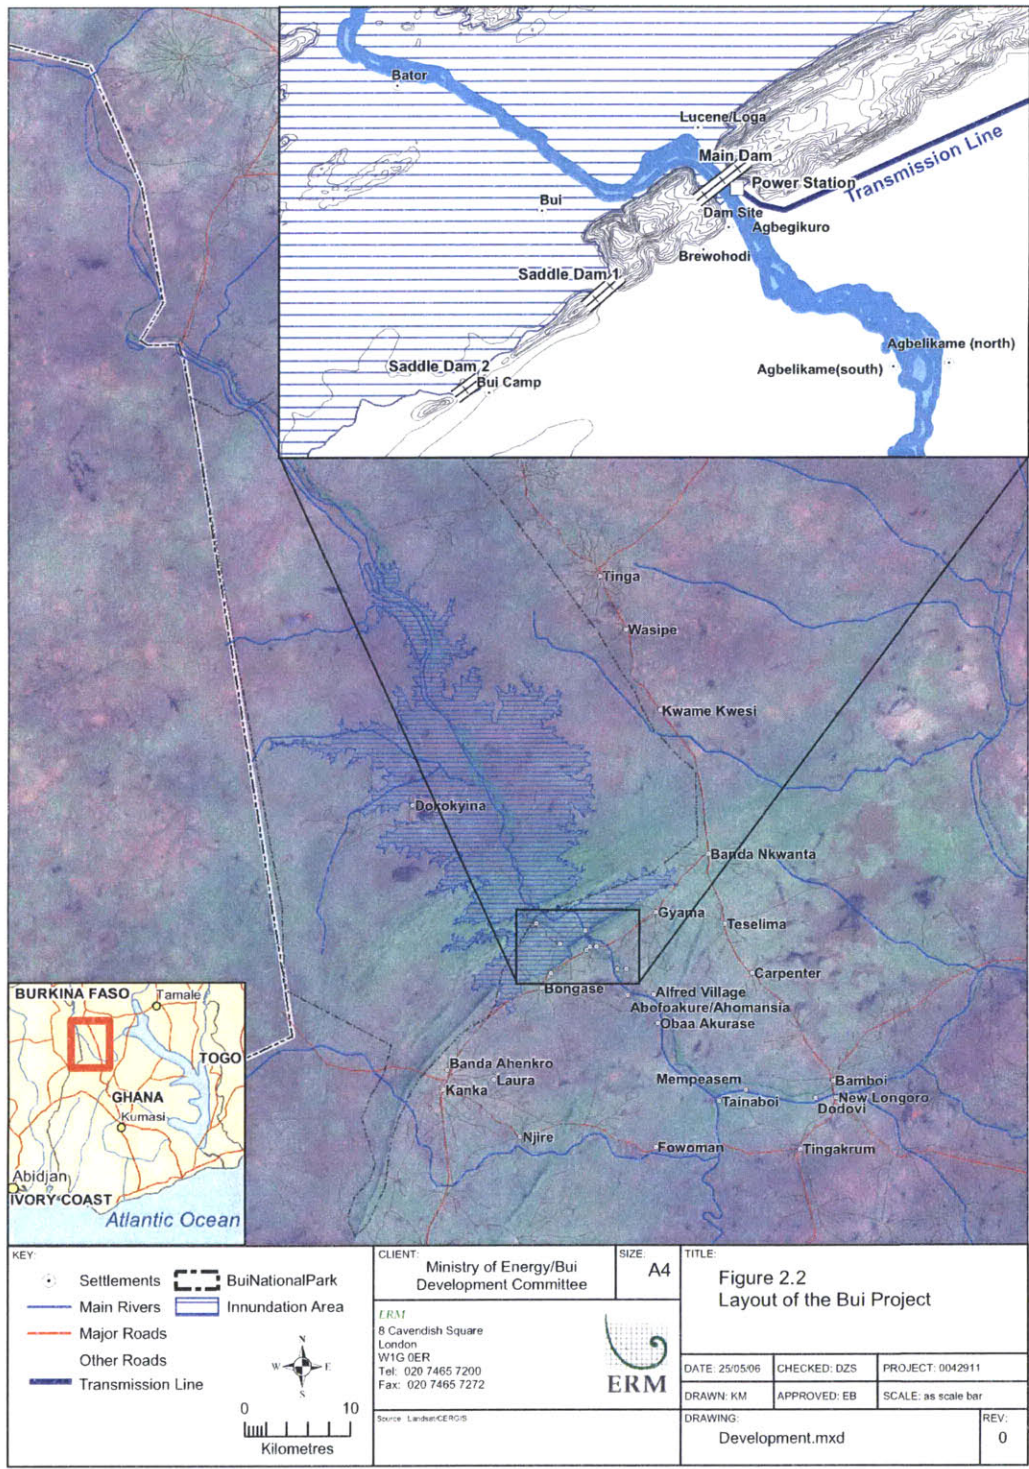 Bator
Lucene/Loga
Main Dam
Power Station
Transmission Line
Bui
Dam Site
Agbegikuro
Brewohodi
Saddle Dam 1
Saddle Dam 2
Bui Camp
Agbelikame (north)
Agbelikame(south)
Tinga
Wasipe
Kwame Kwesi
Dorokyina
Banda Nkwanta
Gyama
Teselima
Carpenter
Bongase
Alfred Village
Abofoakure/Ahomansia
Obaa Akurase
Banda Ahenkro
Laura
Kanka
Mempeasem
Bamboi
New Longoro
Tainaboi
Dodovi
Njire
Fowoman
Tingakrum
BURKINA FASO
Tamale
TOGO
GHANA
Kumasi
Abidjan
IVORY COAST
Atlantic Ocean
KEY:
Settlements
BuiNationalPark
Main Rivers
Innundation Area
Major Roads
Other Roads
Transmission Line
N
W E
S
0 10
Kilometres
CLIENT:
Ministry of Energy/Bui
Development Committee
SIZE:
A4
ERM
8 Cavendish Square
London
W1G 0ER
Tel: 020 7465 7200
Fax: 020 7465 7272
ERM
Source: Landsat/CERGIS
TITLE:
Figure 2.2
Layout of the Bui Project
DATE: 25/05/06
CHECKED: DZS
PROJECT: 0042911
DRAWN: KM
APPROVED: EB
SCALE: as scale bar
DRAWING:
Development.mxd
REV:
0